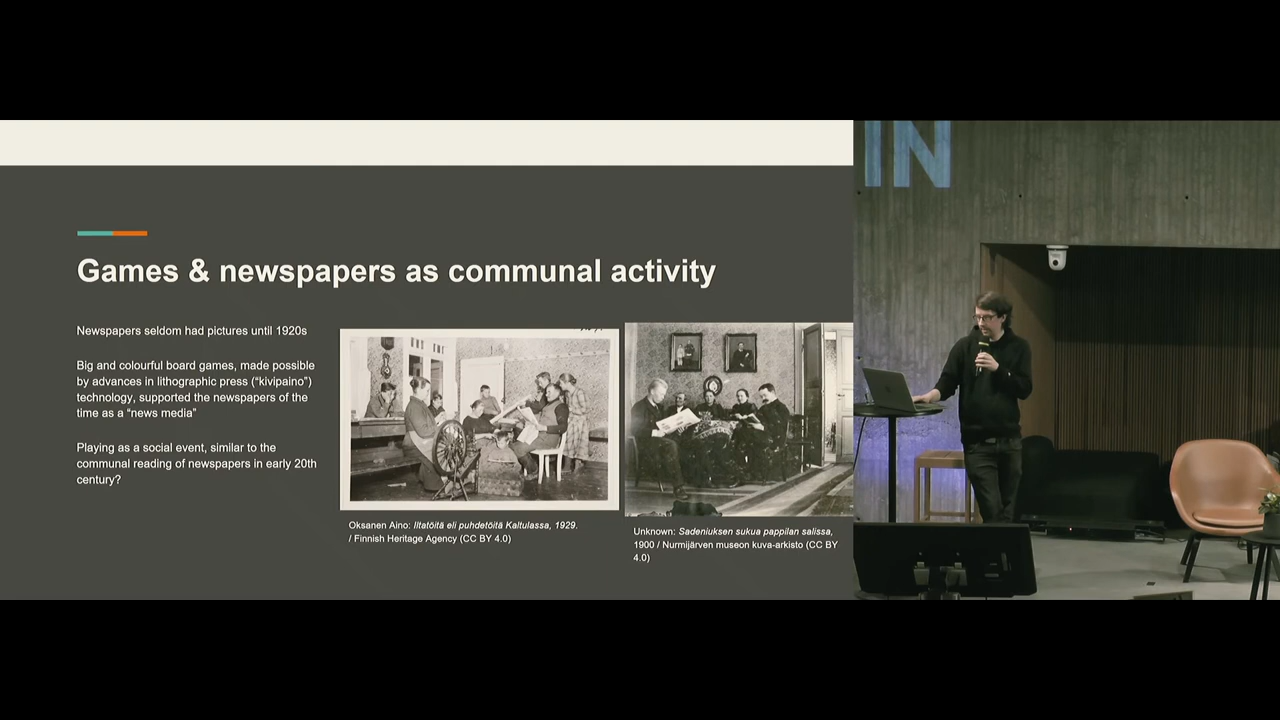 IN
Games & newspapers as communal activity
Newspapers seldom had pictures until 1920s
Big and colourful board games, made possible
by advances in lithographic press (“kivipaino”)
technology, supported the newspapers of the
time as a “news media”
Playing as a social event, similar to the
communal reading of newspapers in early 20th
century?
Oksanen Aino: Iltatöitä eli puhdetöitä Kaltulassa, 1929.
/ Finnish Heritage Agency (CC BY 4.0)
Unknown: Sadeniuksen sukua pappilan salissa,
1900 / Nurmijärven museon kuva-arkisto (CC BY
4.0)